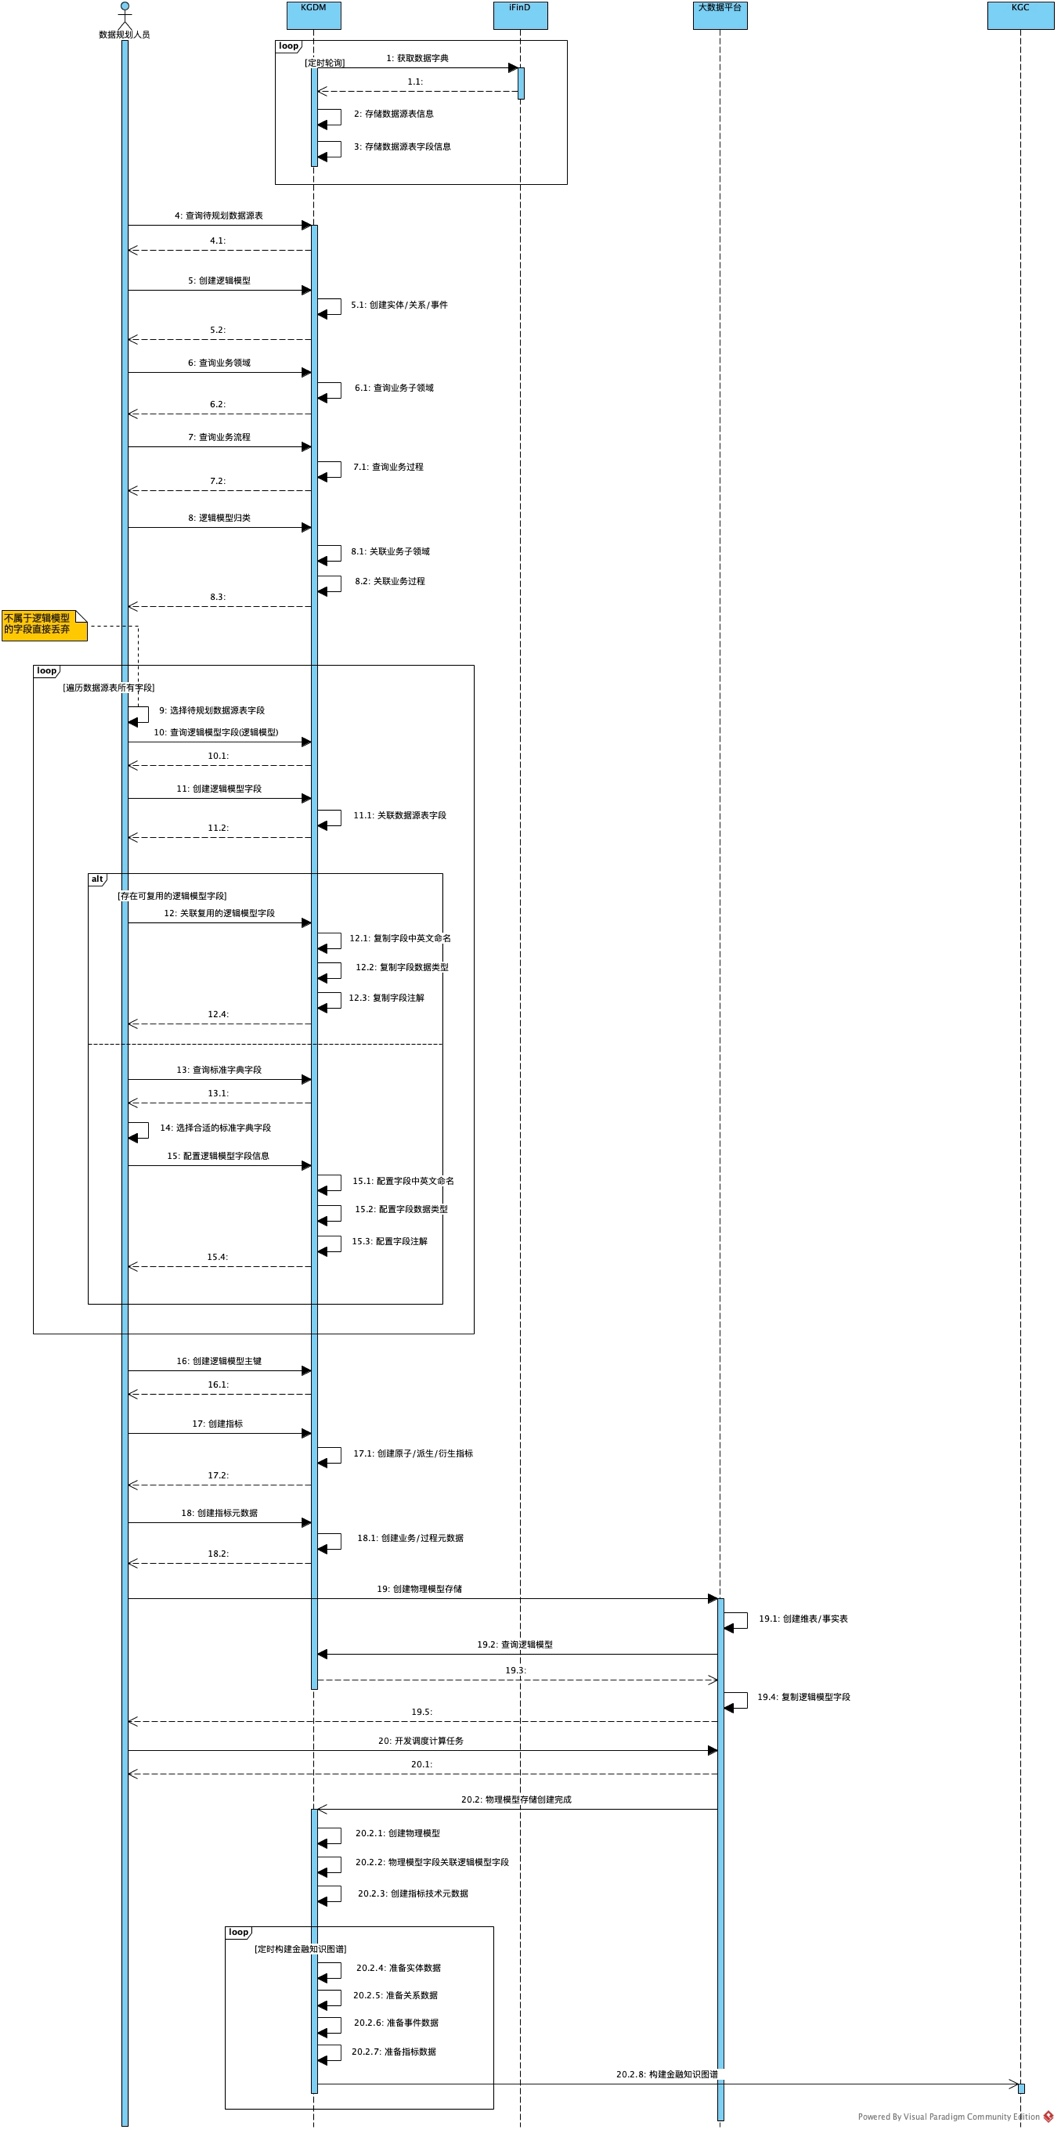 KGDM
iFinD
大数据平台
KGC
数据规划人员
loop
[定时轮询]
1: 获取数据字典
1.1:
2: 存储数据源表信息
3: 存储数据源表字段信息
4: 查询待规划数据源表
4.1:
5: 创建逻辑模型
5.1: 创建实体/关系/事件
5.2:
6: 查询业务领域
6.1: 查询业务子领域
6.2:
7: 查询业务流程
7.1: 查询业务过程
7.2:
8: 逻辑模型归类
8.1: 关联业务子领域
8.2: 关联业务过程
8.3:
不属于逻辑模型
的字段直接丢弃
loop
[遍历数据源表所有字段]
9: 选择待规划数据源表字段
10: 查询逻辑模型字段(逻辑模型)
10.1:
11: 创建逻辑模型字段
11.1: 关联数据源表字段
11.2:
alt
[存在可复用的逻辑模型字段]
12: 关联复用的逻辑模型字段
12.1: 复制字段中英文命名
12.2: 复制字段数据类型
12.3: 复制字段注解
12.4:
13: 查询标准字典字段
13.1:
14: 选择合适的标准字典字段
15: 配置逻辑模型字段信息
15.1: 配置字段中英文命名
15.2: 配置字段数据类型
15.3: 配置字段注解
15.4:
16: 创建逻辑模型主键
16.1:
17: 创建指标
17.1: 创建原子/派生/衍生指标
17.2:
18: 创建指标元数据
18.1: 创建业务/过程元数据
18.2:
19: 创建物理模型存储
19.1: 创建维表/事实表
19.2: 查询逻辑模型
19.3:
19.4: 复制逻辑模型字段
19.5:
20: 开发调度计算任务
20.1:
20.2: 物理模型存储创建完成
20.2.1: 创建物理模型
20.2.2: 物理模型字段关联逻辑模型字段
20.2.3: 创建指标技术元数据
loop
[定时构建金融知识图谱]
20.2.4: 准备实体数据
20.2.5: 准备关系数据
20.2.6: 准备事件数据
20.2.7: 准备指标数据
20.2.8: 构建金融知识图谱
Powered By Visual Paradigm Community Edition